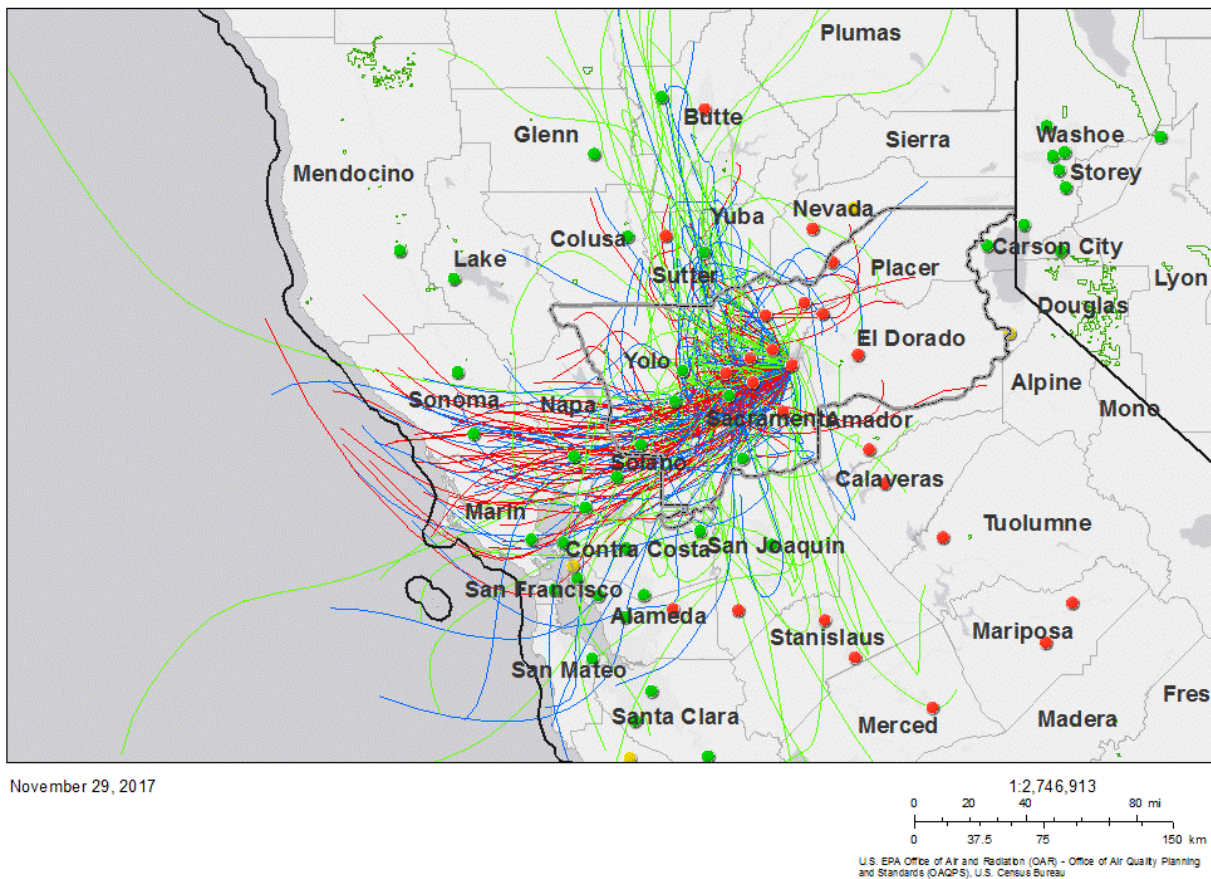 Plumas
Butte
Glenn
Washoe
Sierra
Mendocino
Storey
Nevada
Yuba
Colusa
Carson City
Lake
Placer
Sutter
Lyon
Douglas
El Dorado
Yolo
Alpine
Sonoma
Napa
Mono
Sacramento
Amador
Solano
Calaveras
Marin
Tuolumne
Contra Costa
San Joaquin
San Francisco
Alameda
Stanislaus
Mariposa
San Mateo
Fres
Santa Clara
Merced
Madera
November 29, 2017
1:2,746,913
0 20 40 80 mi
0 37.5 75 150 km
U.S. EPA Office of Air and Radiation (OAR) - Office of Air Quality Planning
and Standards (OAQPS), U.S. Census Bureau